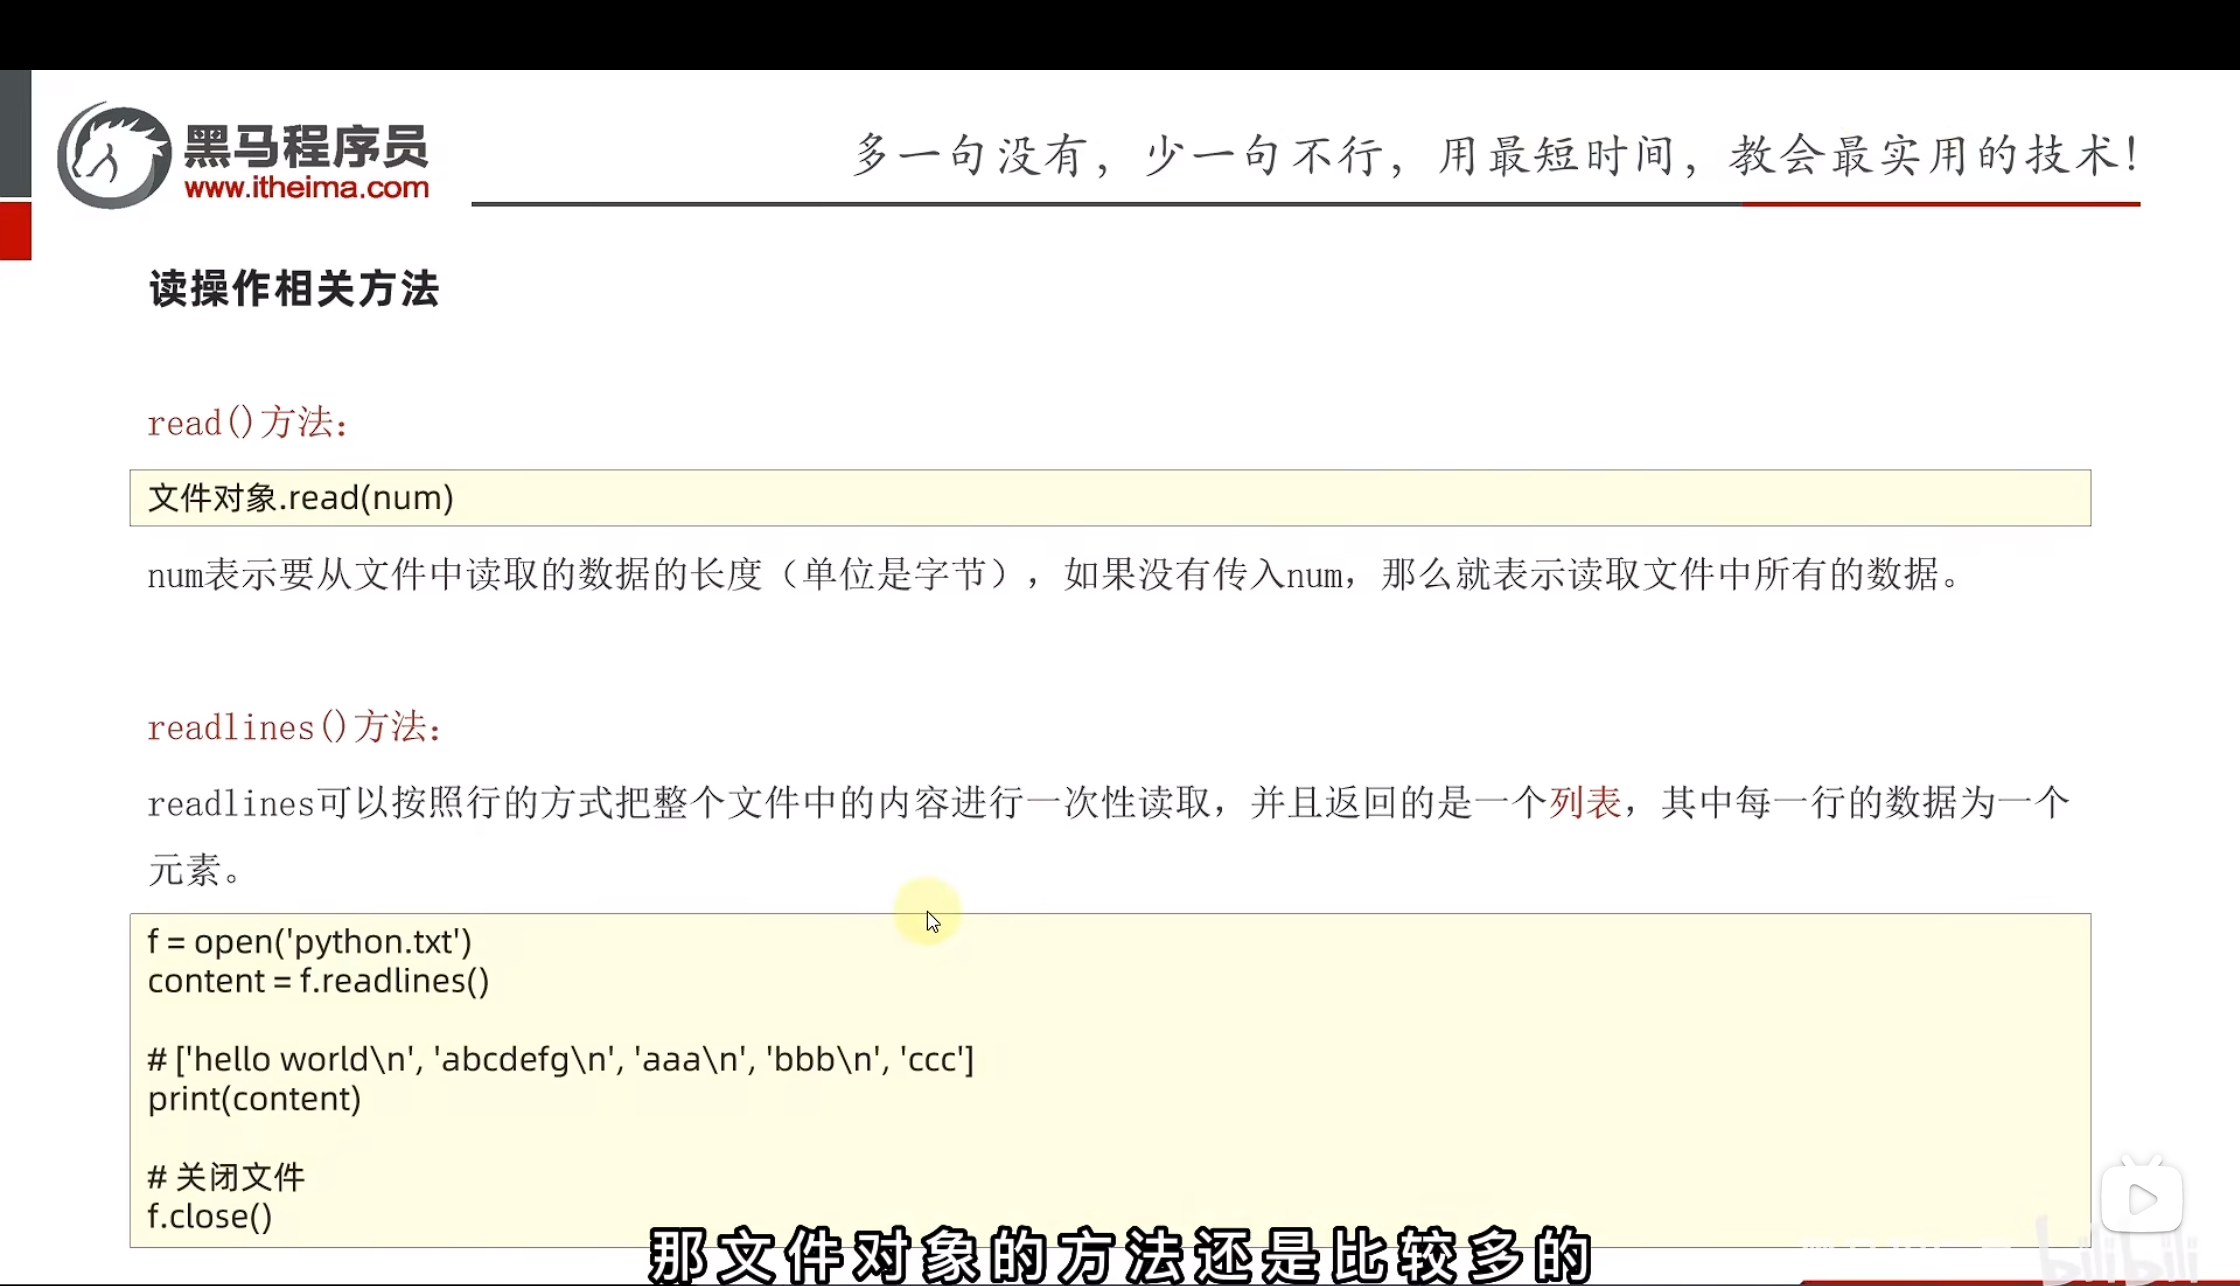 黑马程序员
www.itheima.com
多一句没有，少一句不行，用最短时间，教会最实用的技术！
读操作相关方法
read()方法：
文件对象.read(num)
num表示要从文件中读取的数据的长度（单位是字节），如果没有传入num，那么就表示读取文件中所有的数据。
readlines()方法：
readlines可以按照行的方式把整个文件中的内容进行一次性读取，并且返回的是一个列表，其中每一行的数据为一个
元素。
f = open('python.txt')
content = f.readlines()
# ['hello world\n', 'abcdefg\n', 'aaa\n', 'bbb\n', 'ccc']
print(content)
# 关闭文件
f.close()
那文件对象的方法还是比较多的
bilibili